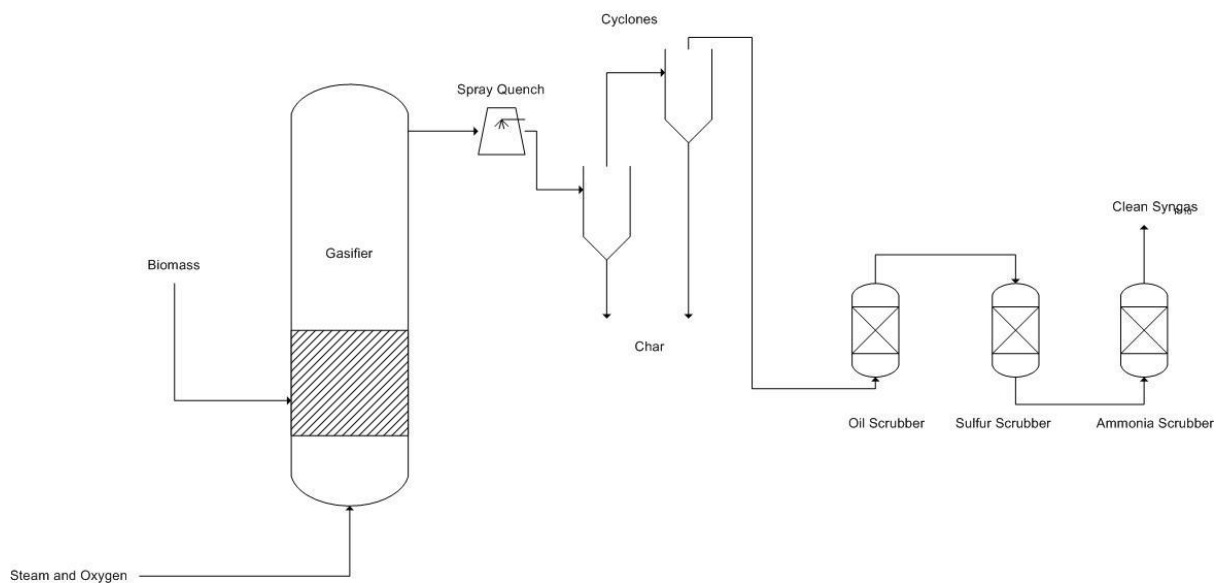 Cyclones
Spray Quench
Clean Syngas
Gasifier
Biomass
Char
Oil Scrubber
Sulfur Scrubber
Ammonia Scrubber
Steam and Oxygen